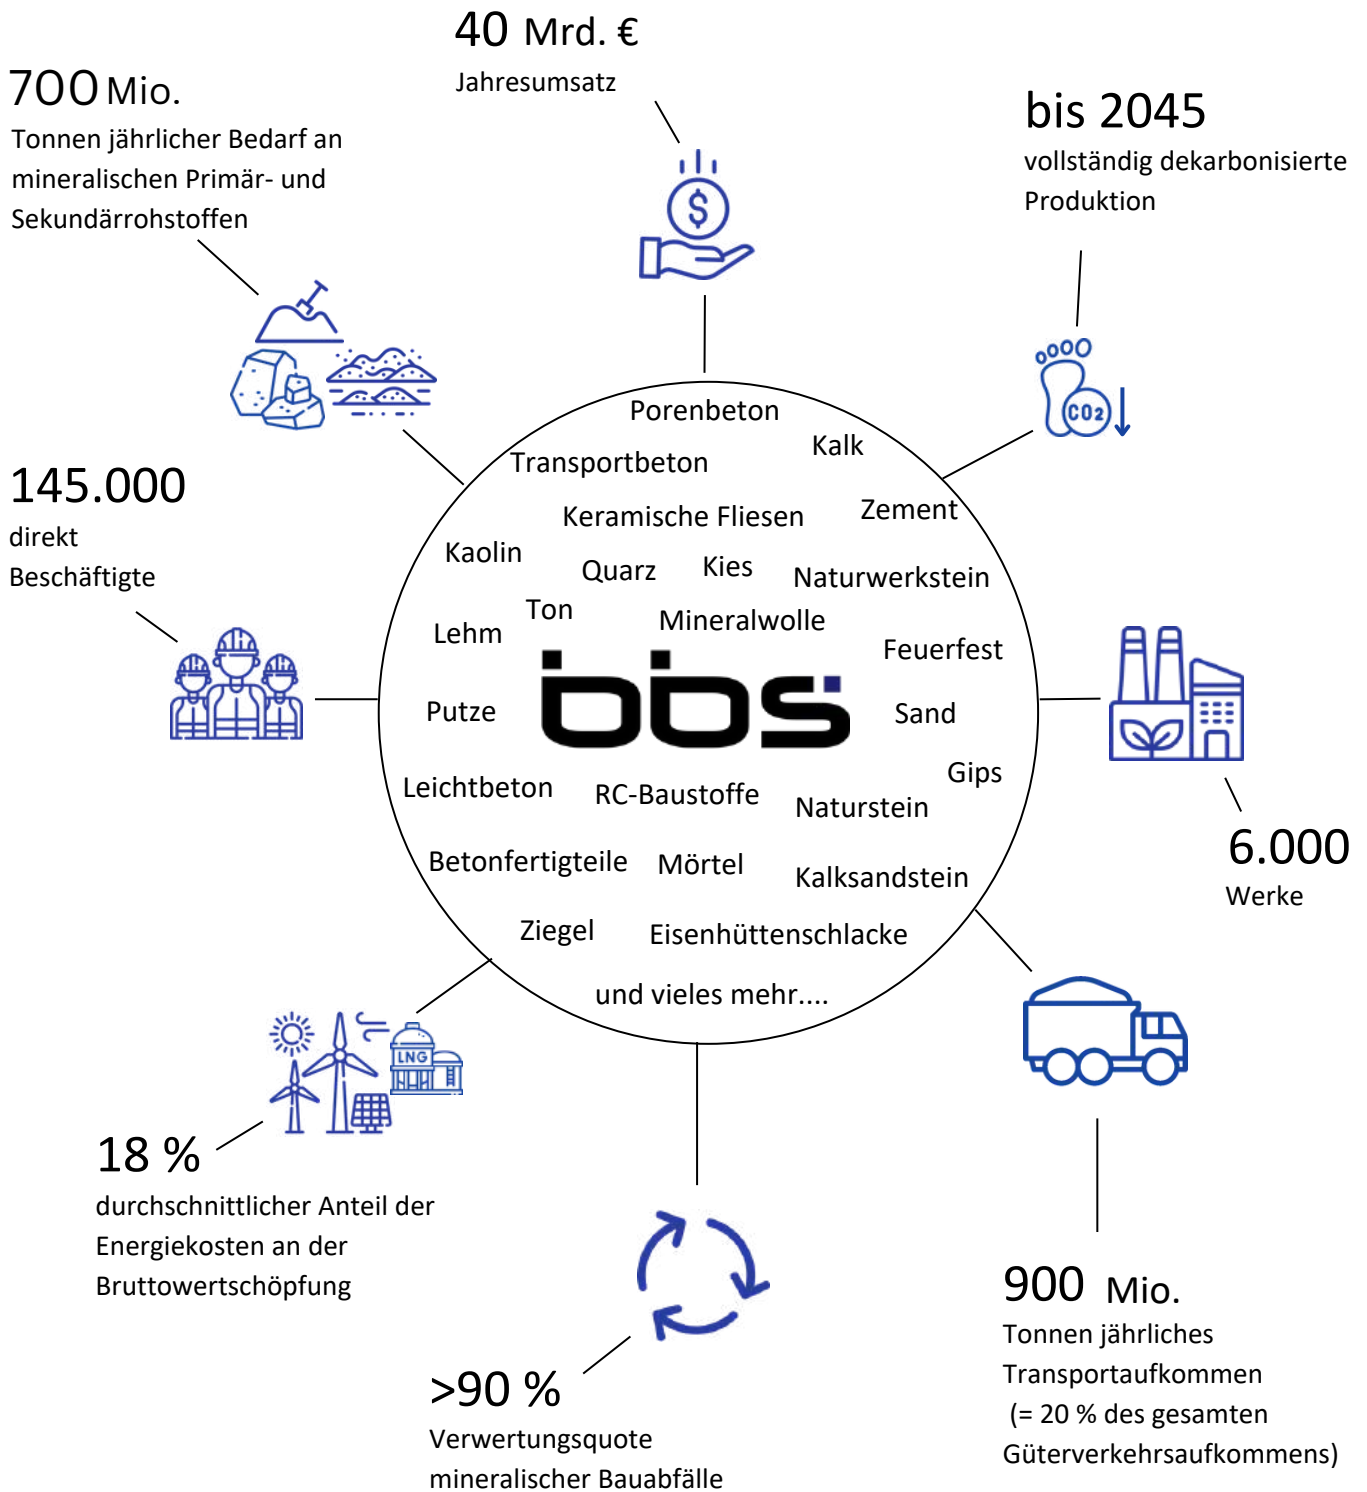 40 Mrd. €
Jahresumsatz
700 Mio.
Tonnen jährlicher Bedarf an
mineralischen Primär- und
Sekundärrohstoffen
bis 2045
vollständig dekarbonisierte
Produktion
$
CO2
145.000
direkt
Beschäftigte
Porenbeton
Kalk
Transportbeton
Keramische Fliesen
Zement
Kaolin
Quarz
Kies
Naturwerkstein
Ton
Mineralwolle
Lehm
Feuerfest
bbs
Putze
Sand
Gips
Leichtbeton
RC-Baustoffe
Naturstein
Betonfertigteile
Mörtel
Kalksandstein
Ziegel
Eisenhüttenschlacke
und vieles mehr....
6.000
Werke
LNG
18 %
durchschnittlicher Anteil der
Energiekosten an der
Bruttowertschöpfung
>90 %
Verwertungsquote
mineralischer Bauabfälle
900 Mio.
Tonnen jährliches
Transportaufkommen
(= 20 % des gesamten
Güterverkehrsaufkommens)